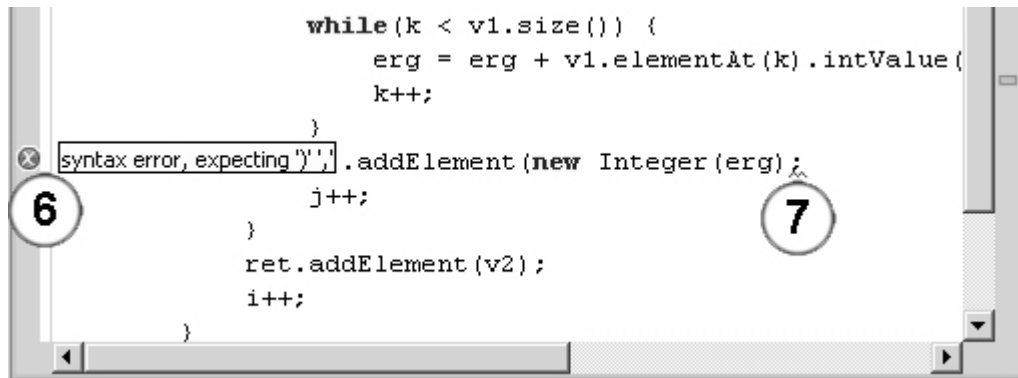 while(k < v1.size()) {
erg = erg + v1.elementAt(k).intValue(
k++;
}
syntax error, expecting ')' ',' .addElement(new Integer(erg);
6
j++;
7
}
ret.addElement(v2);
i++;
}